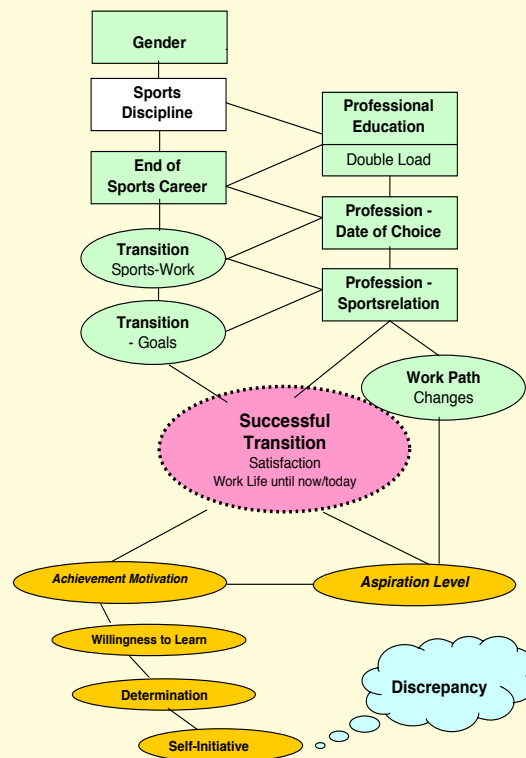 Gender
Sports
Discipline
Professional
Education
Double Load
End of
Sports Career
Profession -
Date of Choice
Transition
Sports-Work
Profession -
Sportsrelation
Transition
- Goals
Work Path
Changes
Successful
Transition
Satisfaction
Work Life until now/today
Achievement Motivation
Aspiration Level
Willingness to Learn
Determination
Discrepancy
Self-Initiative